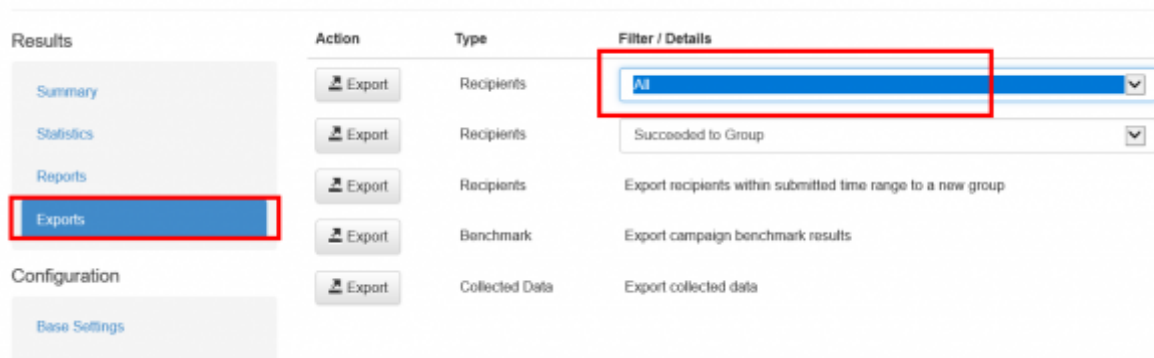 Results
Summary
Statistics
Reports
Exports
Configuration
Base Settings
Action Type Filter / Details
Export Recipients All
Export Recipients Succeeded to Group
Export Recipients Export recipients within submitted time range to a new group
Export Benchmark Export campaign benchmark results
Export Collected Data Export collected data